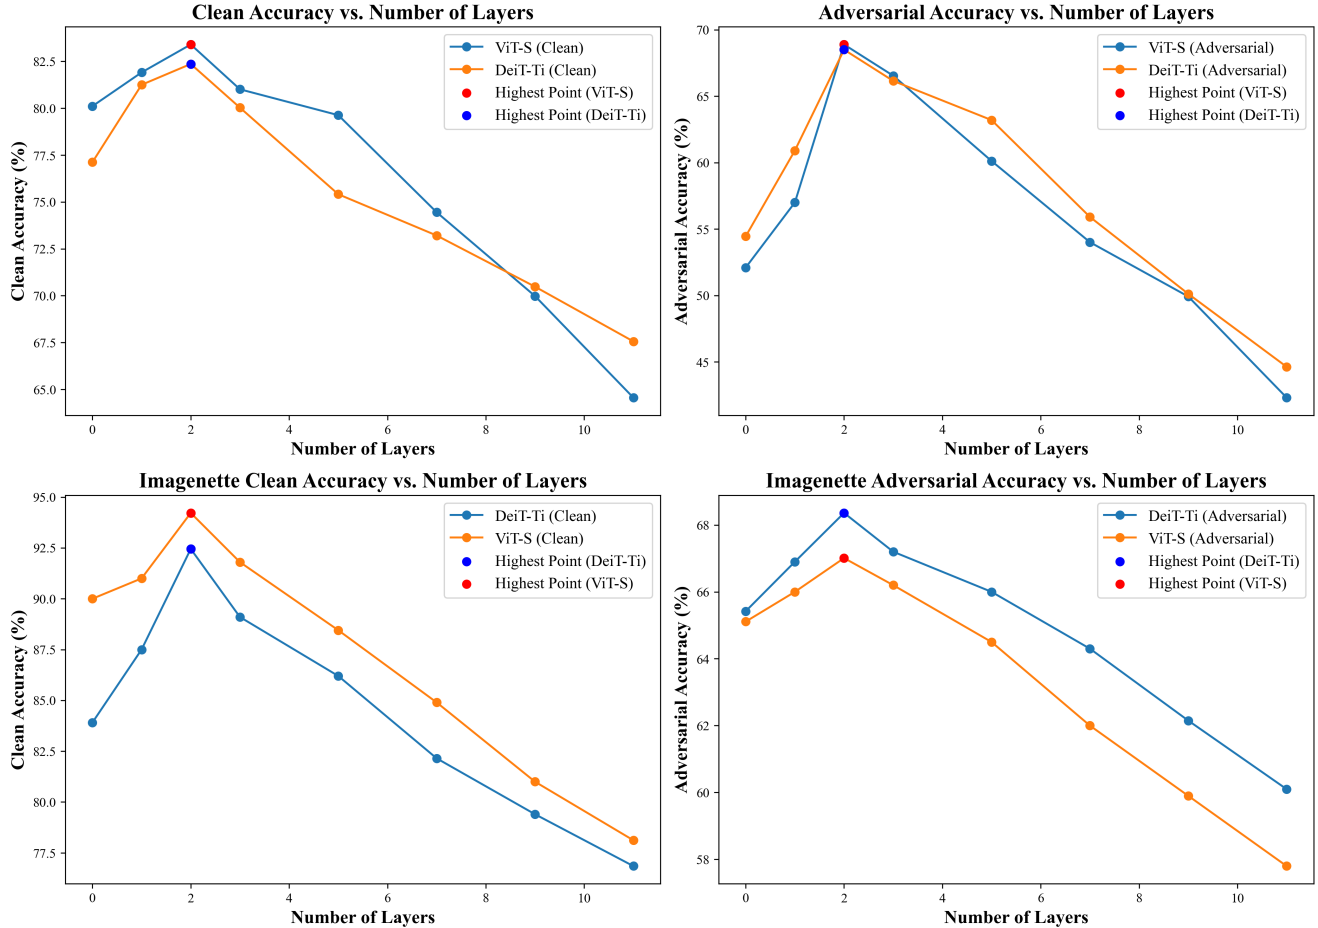 Clean Accuracy vs. Number of Layers
Clean Accuracy (%)
82.5
80.0
77.5
75.0
72.5
70.0
67.5
65.0
ViT-S (Clean)
DeiT-Ti (Clean)
Highest Point (ViT-S)
Highest Point (DeiT-Ti)
0 2 4 6 8 10
Number of Layers
Adversarial Accuracy vs. Number of Layers
Adversarial Accuracy (%)
70
65
60
55
50
45
ViT-S (Adversarial)
DeiT-Ti (Adversarial)
Highest Point (ViT-S)
Highest Point (DeiT-Ti)
0 2 4 6 8 10
Number of Layers
Imagenette Clean Accuracy vs. Number of Layers
Clean Accuracy (%)
95.0
92.5
90.0
87.5
85.0
82.5
80.0
77.5
DeiT-Ti (Clean)
ViT-S (Clean)
Highest Point (DeiT-Ti)
Highest Point (ViT-S)
0 2 4 6 8 10
Number of Layers
Imagenette Adversarial Accuracy vs. Number of Layers
Adversarial Accuracy (%)
68
66
64
62
60
58
DeiT-Ti (Adversarial)
ViT-S (Adversarial)
Highest Point (DeiT-Ti)
Highest Point (ViT-S)
0 2 4 6 8 10
Number of Layers